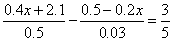 (0.4x+2.1)/0.5 - (0.5-0.2x)/0.03 = 3/5